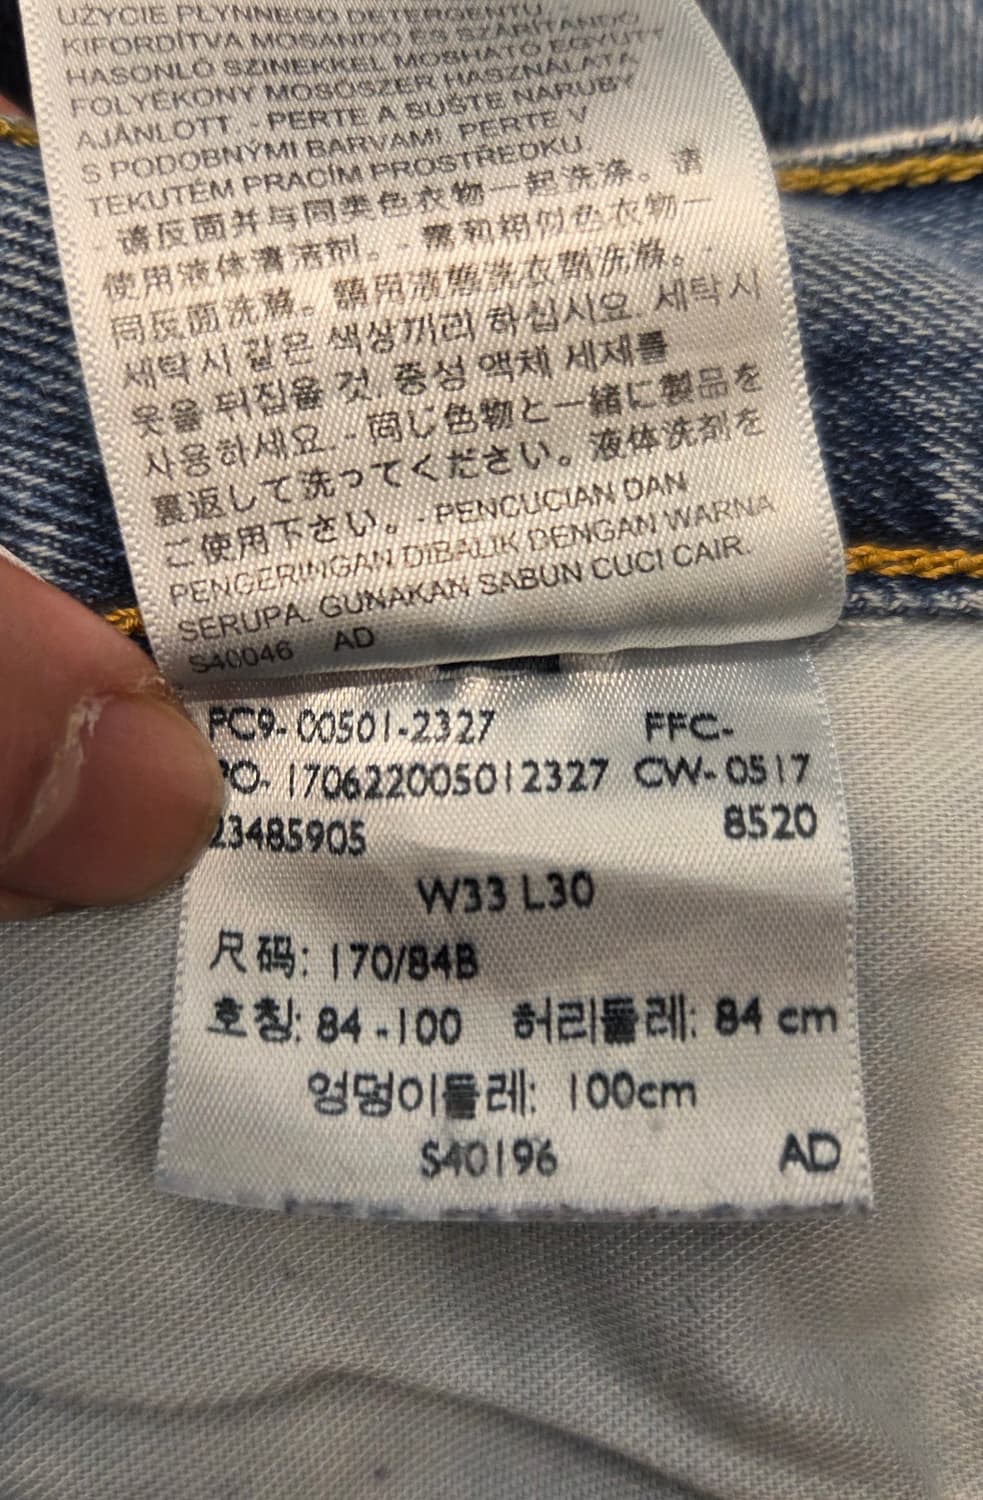 UŻYCIE PŁYNNEGO DETERGENTU. -
KIFORDÍTVA MOSANDÓ ÉS SZÁRÍTANDÓ
HASONLÓ SZINEKKEL MOSHATÓ EGYÜTT
FOLYÉKONY MOSÓSZER HASZNÁLATA
AJÁNLOTT. - PERTE A SUŠTE NARUBY
S PODOBNÝMI BARVAMI. PERTE V
TEKUTÉM PRACÍM PROSTŘEDKU
- 请反面并与同类色衣物一起洗涤。请
使用液体清洁剂。- 需和相似色衣物一
同反面洗滌。請用液態洗衣劑洗滌。-
세탁 시 같은 색상끼리 하십시오. 세탁 시
옷을 뒤집을 것. 중성 액체 세제를
사용하세요. - 同じ色物と一緒に製品を
裏返して洗ってください。液体洗剤を
ご使用下さい。- PENCUCIAN DAN
PENGERINGAN DIBALIK DENGAN WARNA
SERUPA. GUNAKAN SABUN CUCI CAIR.
S40046 AD
PC9-00501-2327 FFC-
PO-170622005012327 CW-0517
23485905 8520
W33 L30
尺码: 170/84B
호칭: 84-100 허리둘레: 84 cm
엉덩이둘레: 100cm
S40196 AD